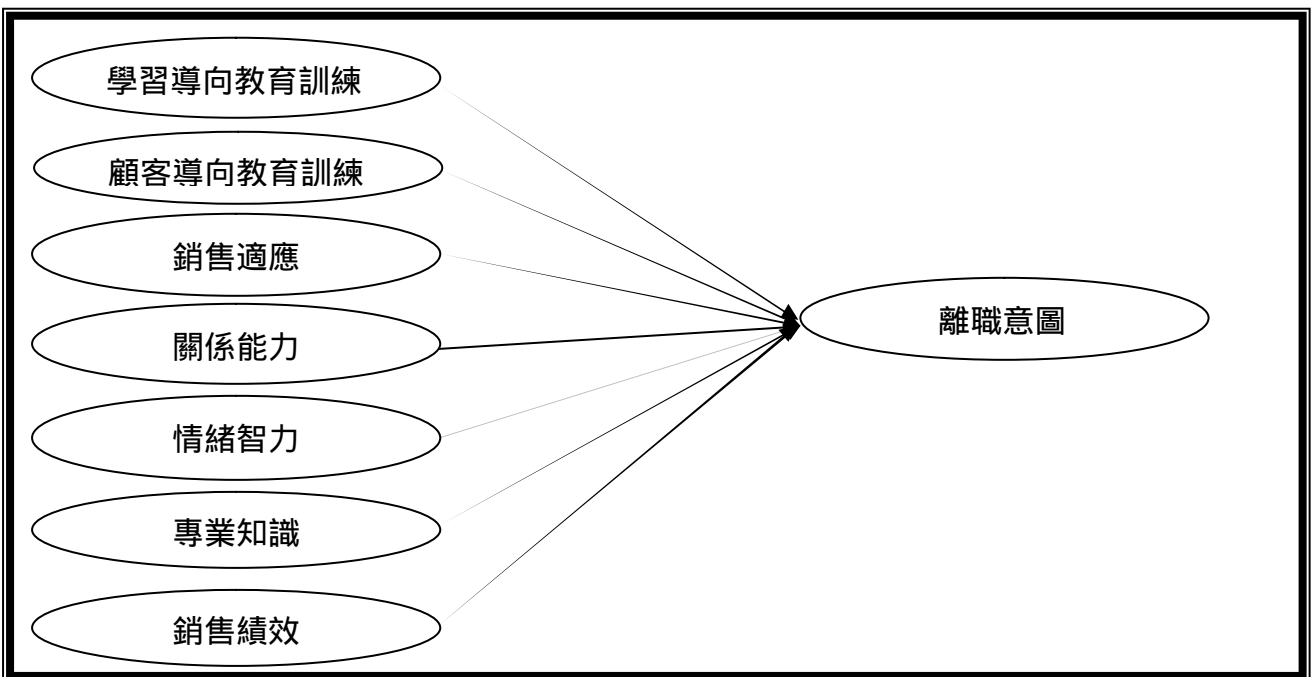 學習導向教育訓練
顧客導向教育訓練
銷售適應
關係能力
情緒智力
專業知識
銷售績效
離職意圖